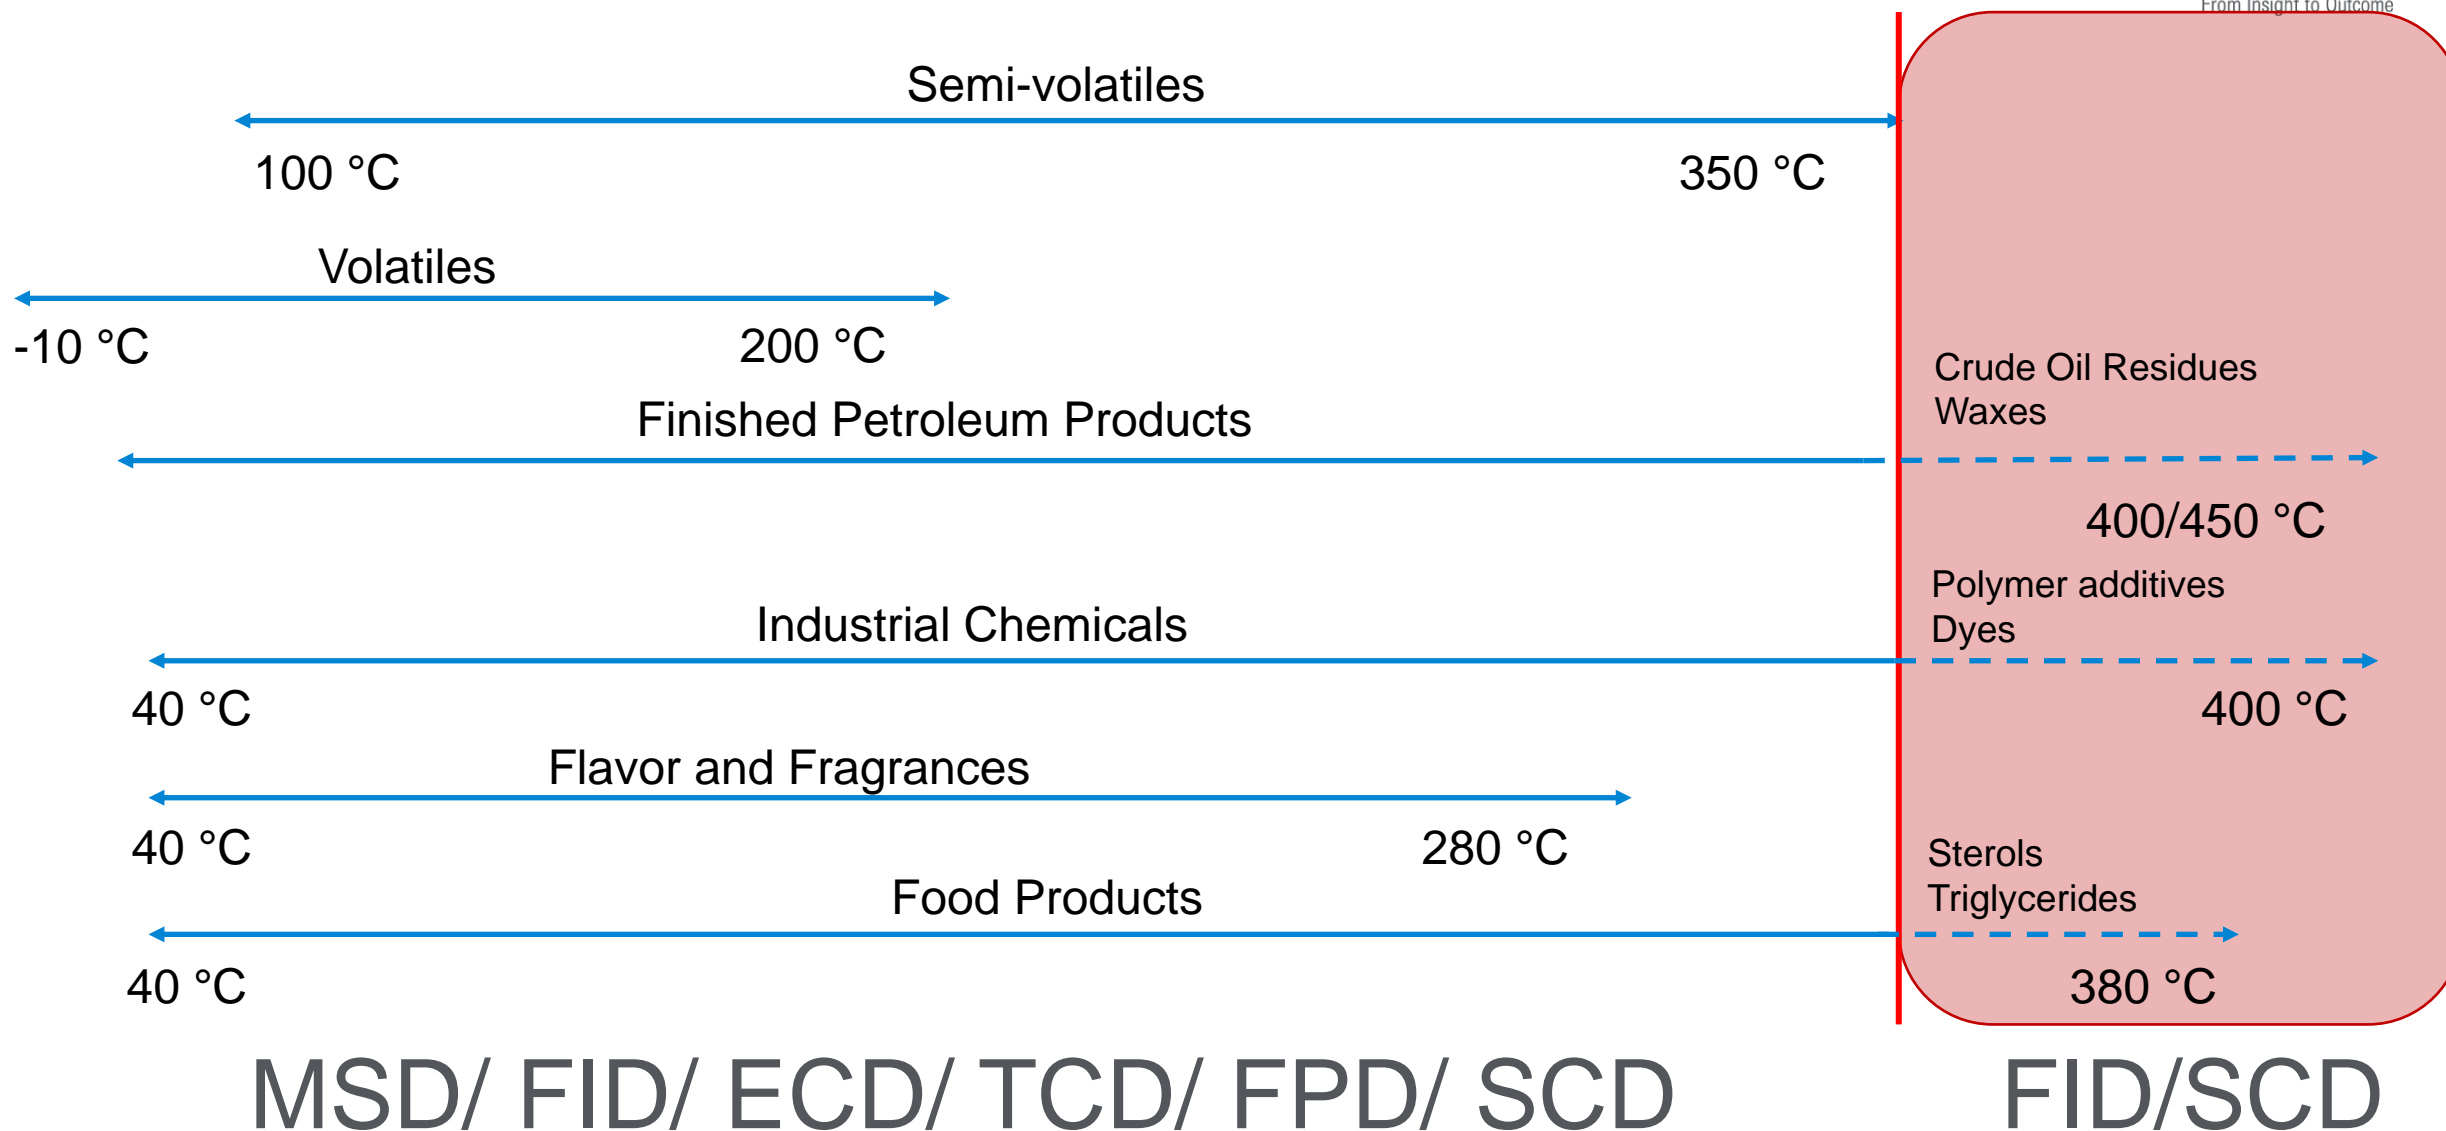 From Insight to Outcome
Semi-volatiles
100 °C
350 °C
Volatiles
-10 °C
200 °C
Crude Oil Residues
Waxes
Finished Petroleum Products
400/450 °C
Polymer additives
Dyes
Industrial Chemicals
40 °C
400 °C
Flavor and Fragrances
40 °C
280 °C
Sterols
Triglycerides
Food Products
40 °C
380 °C
MSD/ FID/ ECD/ TCD/ FPD/ SCD
FID/SCD